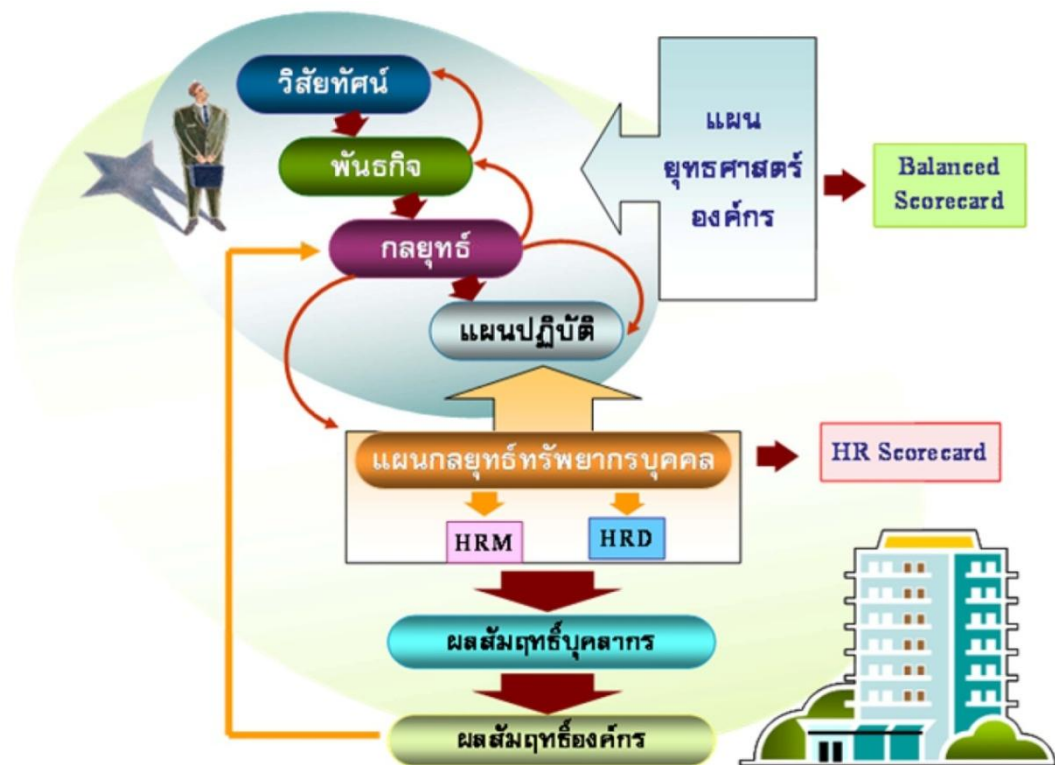 วิสัยทัศน์
พันธกิจ
กลยุทธ์
แผนปฏิบัติ
แผน
ยุทธศาสตร์
องค์กร
Balanced
Scorecard
แผนกลยุทธ์ทรัพยากรบุคคล
HR Scorecard
HRM
HRD
ผลสัมฤทธิ์บุคลากร
ผลสัมฤทธิ์องค์กร